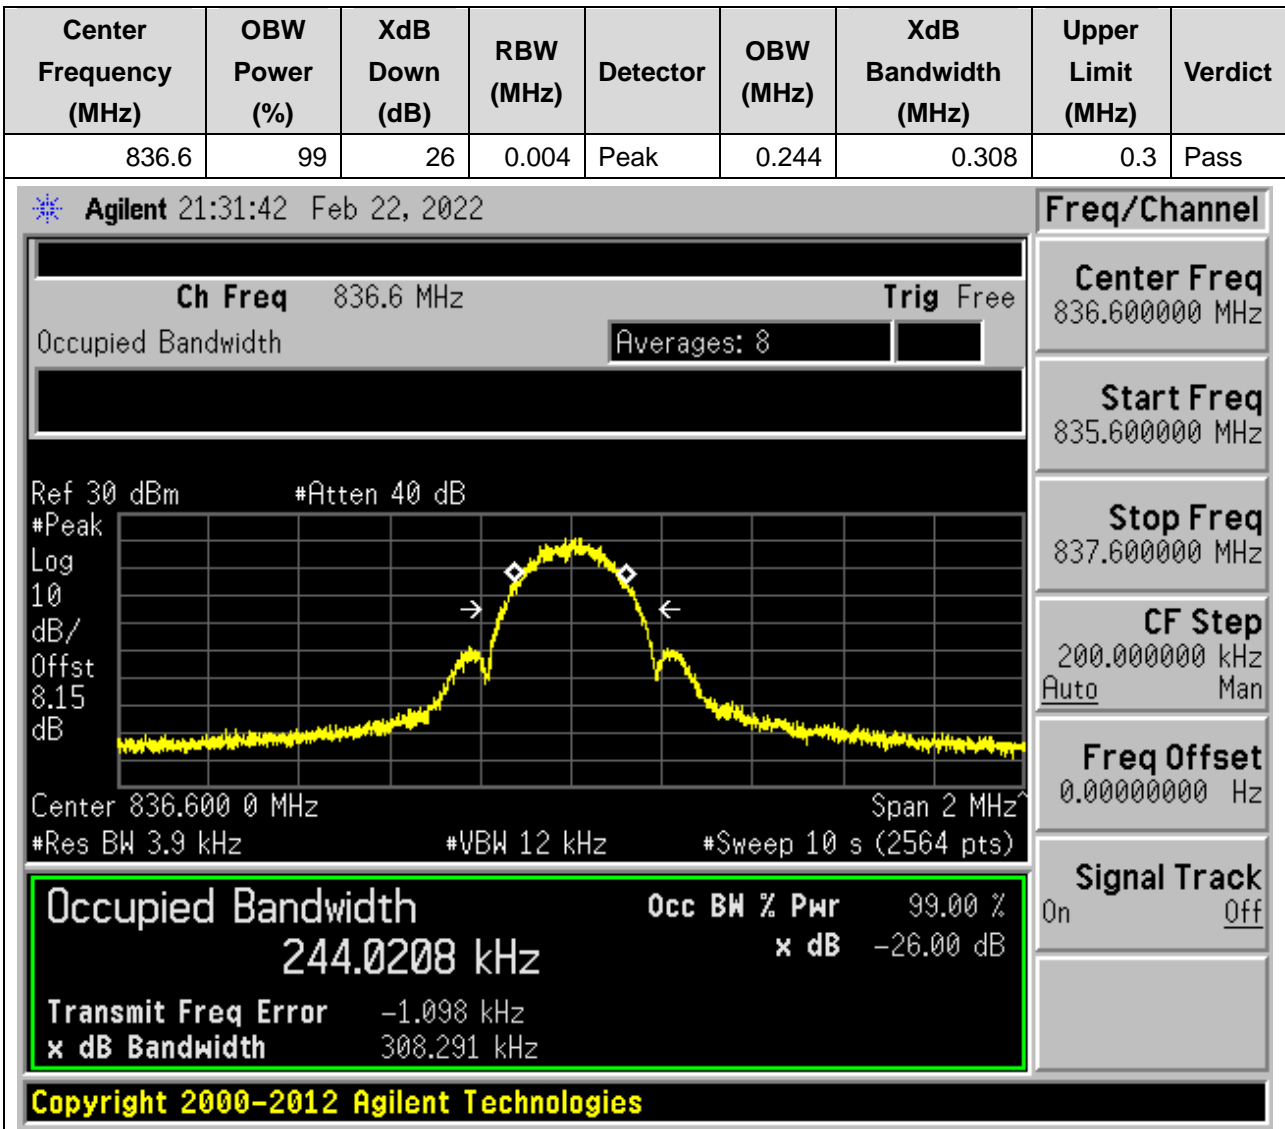 Center Frequency (MHz) OBW Power (%) XdB Down (dB) RBW (MHz) Detector OBW (MHz) XdB Bandwidth (MHz) Upper Limit (MHz) Verdict
836.6 99 26 0.004 Peak 0.244 0.308 0.3 Pass
Agilent 21:31:42 Feb 22, 2022
Ch Freq 836.6 MHz Trig Free
Occupied Bandwidth Averages: 8
Ref 30 dBm #Atten 40 dB
#Peak
Log
10
dB/
Offst
8.15
dB
Center 836.600 0 MHz Span 2 MHz^
#Res BW 3.9 kHz #VBW 12 kHz #Sweep 10 s (2564 pts)
Occupied Bandwidth Occ BW % Pwr 99.00 %
244.0208 kHz x dB -26.00 dB
Transmit Freq Error -1.098 kHz
x dB Bandwidth 308.291 kHz
Copyright 2000-2012 Agilent Technologies
Freq/Channel
Center Freq
836.600000 MHz
Start Freq
835.600000 MHz
Stop Freq
837.600000 MHz
CF Step
200.000000 kHz
Auto Man
Freq Offset
0.00000000 Hz
Signal Track
On Off